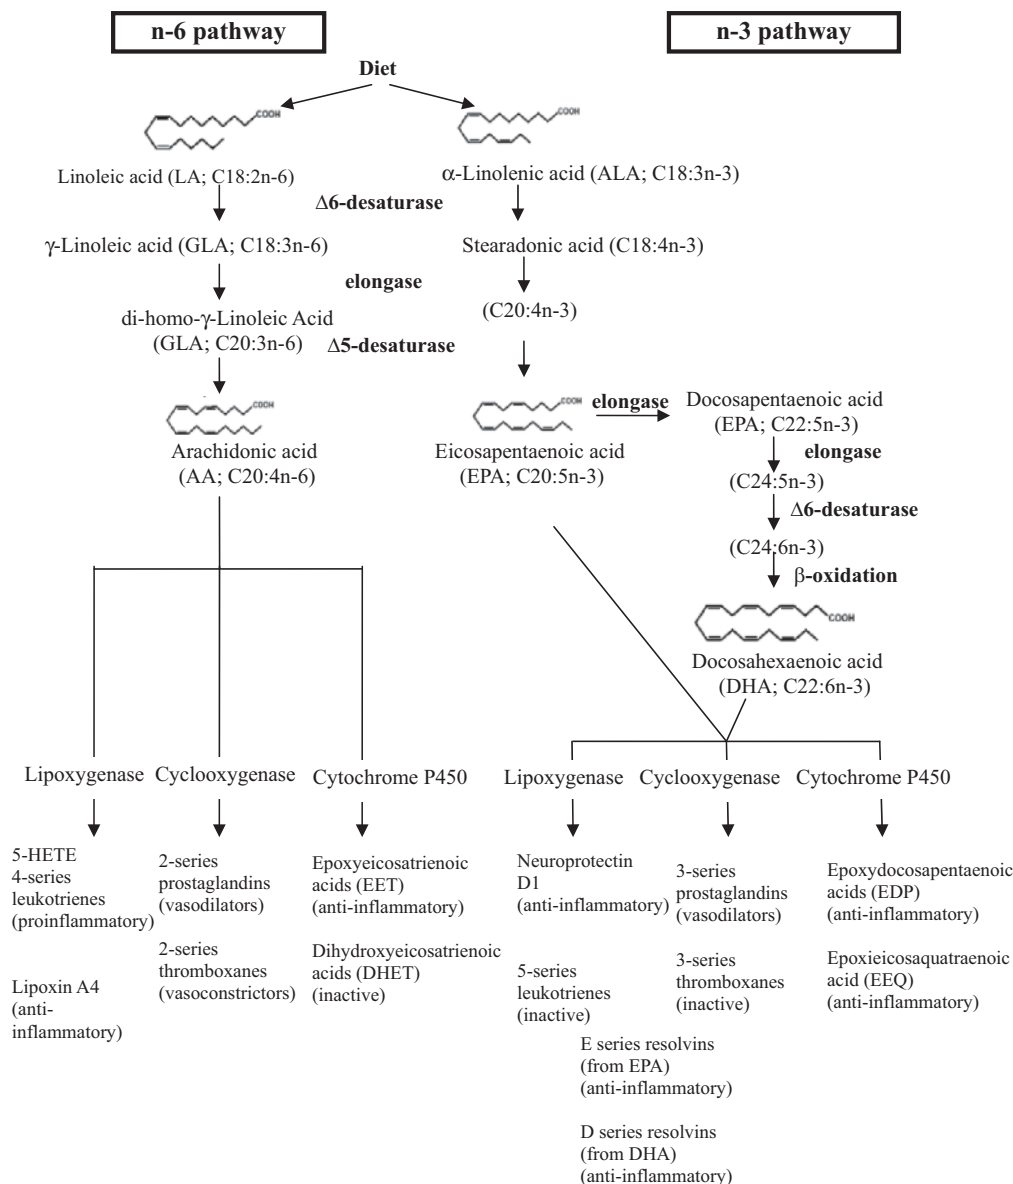 n-6 pathway
n-3 pathway
Diet
COOH
COOH
Linoleic acid (LA; C18:2n-6)
α-Linolenic acid (ALA; C18:3n-3)
Δ6-desaturase
γ-Linoleic acid (GLA; C18:3n-6)
Stearadonic acid (C18:4n-3)
elongase
di-homo-γ-Linoleic Acid
(GLA; C20:3n-6)
(C20:4n-3)
Δ5-desaturase
COOH
COOH
elongase
Docosapentaenoic acid
(EPA; C22:5n-3)
Arachidonic acid
(AA; C20:4n-6)
Eicosapentaenoic acid
(EPA; C20:5n-3)
elongase
(C24:5n-3)
Δ6-desaturase
(C24:6n-3)
β-oxidation
COOH
Docosahexaenoic acid
(DHA; C22:6n-3)
Lipoxygenase
Cyclooxygenase
Cytochrome P450
Lipoxygenase
Cyclooxygenase
Cytochrome P450
5-HETE
4-series
leukotrienes
(proinflammatory)
Lipoxin A4
(anti-
inflammatory)
2-series
prostaglandins
(vasodilators)
2-series
thromboxanes
(vasoconstrictors)
Epoxyeicosatrienoic
acids (EET)
(anti-inflammatory)
Dihydroxyeicosatrienoic
acids (DHET)
(inactive)
Neuroprotectin
D1
(anti-inflammatory)
5-series
leukotrienes
(inactive)
3-series
prostaglandins
(vasodilators)
3-series
thromboxanes
(inactive)
Epoxydocosapentaenoic
acids (EDP)
(anti-inflammatory)
Epoxieicosaquatraenoic
acid (EEQ)
(anti-inflammatory)
E series resolvins
(from EPA)
(anti-inflammatory)
D series resolvins
(from DHA)
(anti-inflammatory)